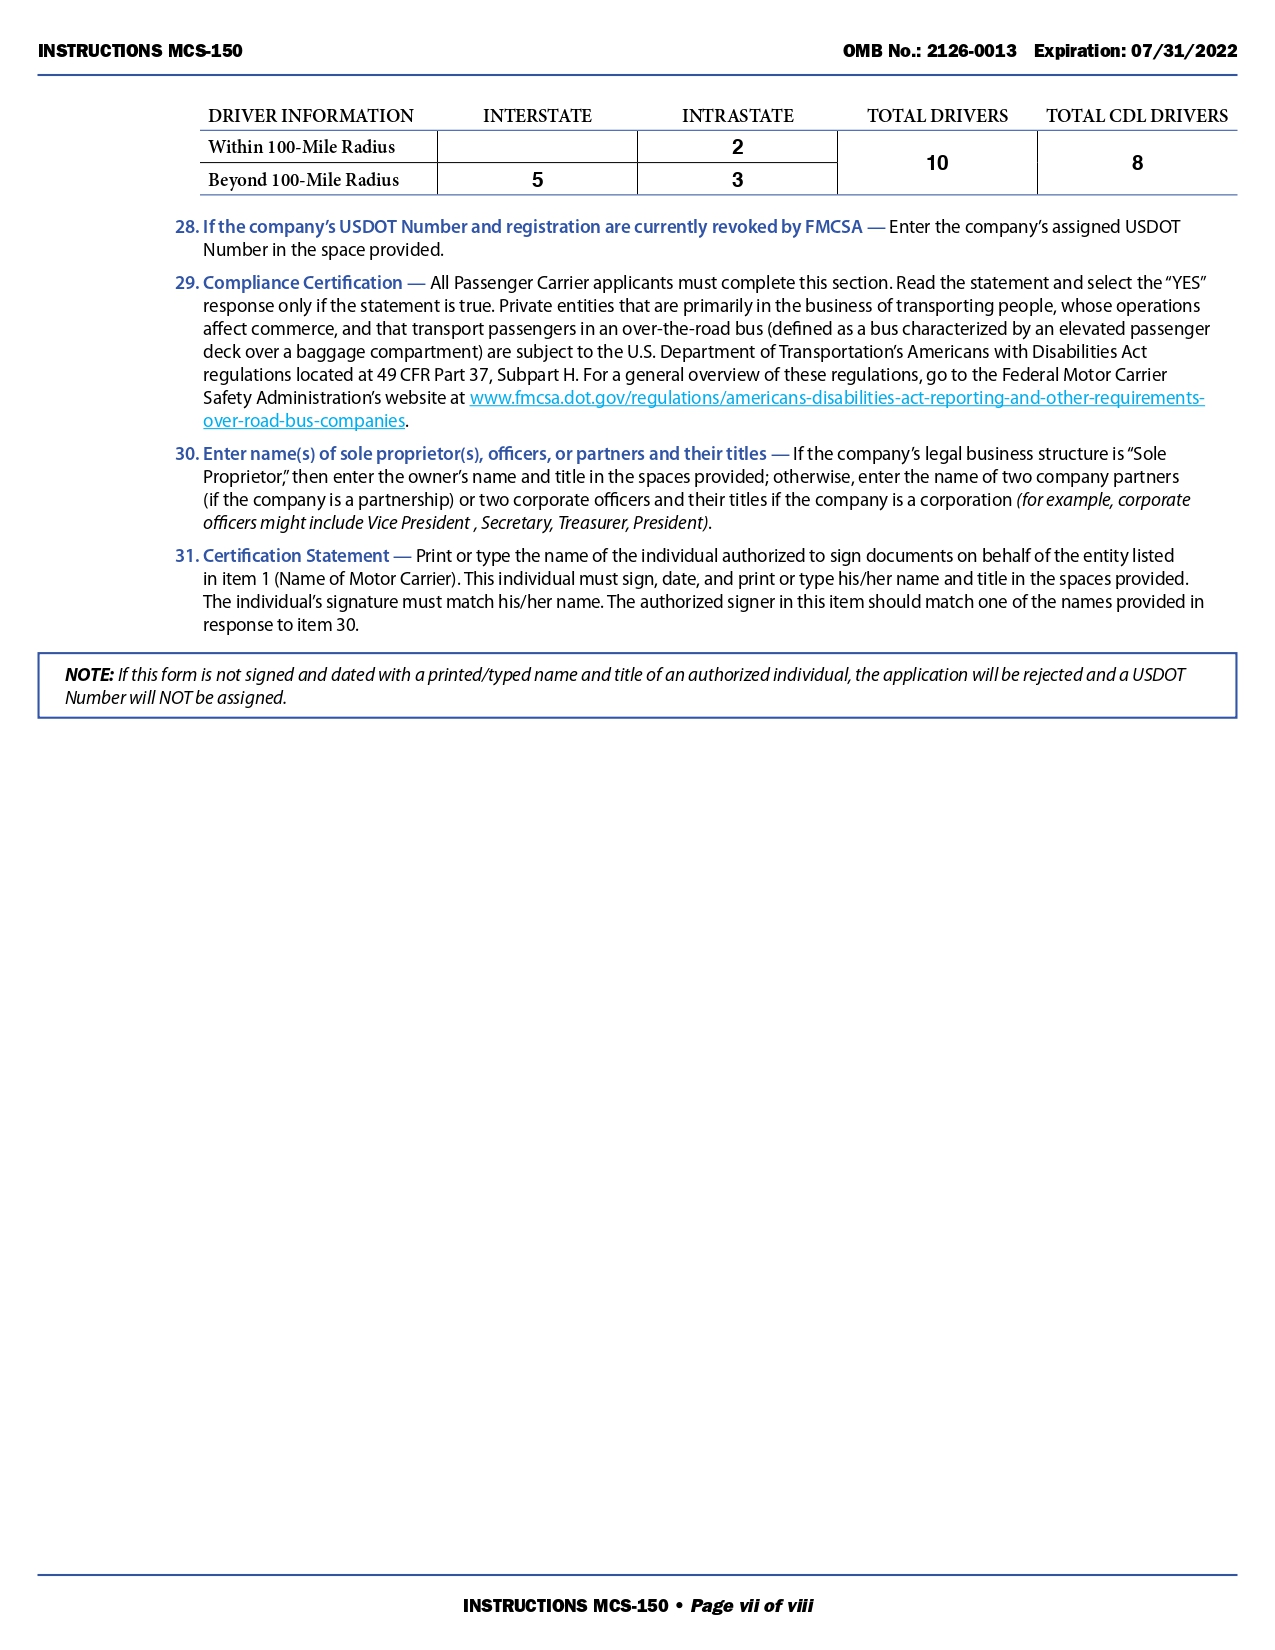 INSTRUCTIONS MCS-150 OMB No.: 2126-0013 Expiration: 07/31/2022
DRIVER INFORMATION INTERSTATE INTRASTATE TOTAL DRIVERS TOTAL CDL DRIVERS
Within 100-Mile Radius 2 10 8
Beyond 100-Mile Radius 5 3
28. If the company’s USDOT Number and registration are currently revoked by FMCSA — Enter the company’s assigned USDOT
Number in the space provided.
29. Compliance Certification — All Passenger Carrier applicants must complete this section. Read the statement and select the “YES”
response only if the statement is true. Private entities that are primarily in the business of transporting people, whose operations
affect commerce, and that transport passengers in an over-the-road bus (defined as a bus characterized by an elevated passenger
deck over a baggage compartment) are subject to the U.S. Department of Transportation’s Americans with Disabilities Act
regulations located at 49 CFR Part 37, Subpart H. For a general overview of these regulations, go to the Federal Motor Carrier
Safety Administration’s website at www.fmcsa.dot.gov/regulations/americans-disabilities-act-reporting-and-other-requirements-
over-road-bus-companies.
30. Enter name(s) of sole proprietor(s), officers, or partners and their titles — If the company’s legal business structure is “Sole
Proprietor,” then enter the owner’s name and title in the spaces provided; otherwise, enter the name of two company partners
(if the company is a partnership) or two corporate officers and their titles if the company is a corporation (for example, corporate
officers might include Vice President , Secretary, Treasurer, President).
31. Certification Statement — Print or type the name of the individual authorized to sign documents on behalf of the entity listed
in item 1 (Name of Motor Carrier). This individual must sign, date, and print or type his/her name and title in the spaces provided.
The individual’s signature must match his/her name. The authorized signer in this item should match one of the names provided in
response to item 30.
NOTE: If this form is not signed and dated with a printed/typed name and title of an authorized individual, the application will be rejected and a USDOT
Number will NOT be assigned.
INSTRUCTIONS MCS-150 • Page vii of viii